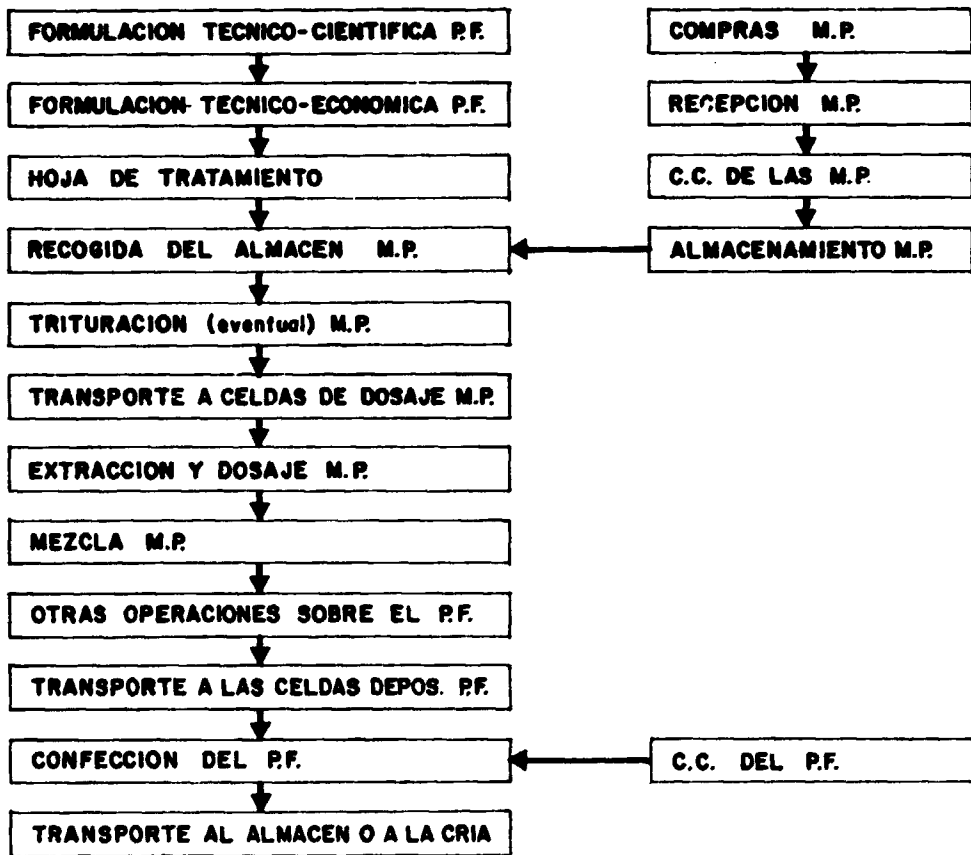 FORMULACION TECNICO-CIENTIFICA P.F.
FORMULACION TECNICO-ECONOMICA P.F.
HOJA DE TRATAMIENTO
RECOGIDA DEL ALMACEN M.P.
TRITURACION (eventual) M.P.
TRANSPORTE A CELDAS DE DOSAJE M.P.
EXTRACCION Y DOSAJE M.P.
MEZCLA M.P.
OTRAS OPERACIONES SOBRE EL P.F.
TRANSPORTE A LAS CELDAS DEPOS. P.F.
CONFECCION DEL P.F.
TRANSPORTE AL ALMACEN O A LA CRIA
COMPRAS M.P.
RECEPCION M.P.
C.C. DE LAS M.P.
ALMACENAMIENTO M.P.
C.C. DEL P.F.